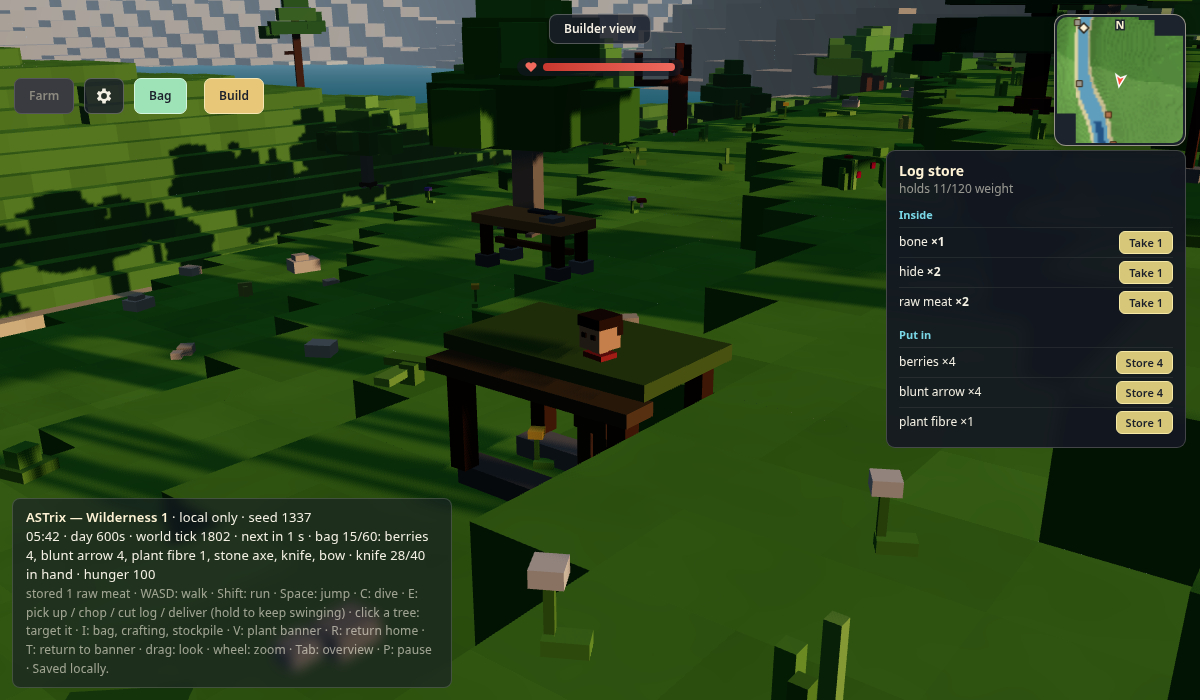 Builder view
N
Farm
Bag
Build
Log store
holds 11/120 weight
Inside
bone ×1
Take 1
hide ×2
Take 1
raw meat ×2
Take 1
Put in
berries ×4
Store 4
blunt arrow ×4
Store 4
plant fibre ×1
Store 1
ASTrix — Wilderness 1 · local only · seed 1337
05:42 · day 600s · world tick 1802 · next in 1 s · bag 15/60: berries
4, blunt arrow 4, plant fibre 1, stone axe, knife, bow · knife 28/40
in hand · hunger 100
stored 1 raw meat · WASD: walk · Shift: run · Space: jump · C: dive · E:
pick up / chop / cut log / deliver (hold to keep swinging) · click a tree:
target it · I: bag, crafting, stockpile · V: plant banner · R: return home ·
T: return to banner · drag: look · wheel: zoom · Tab: overview · P: pause
· Saved locally.